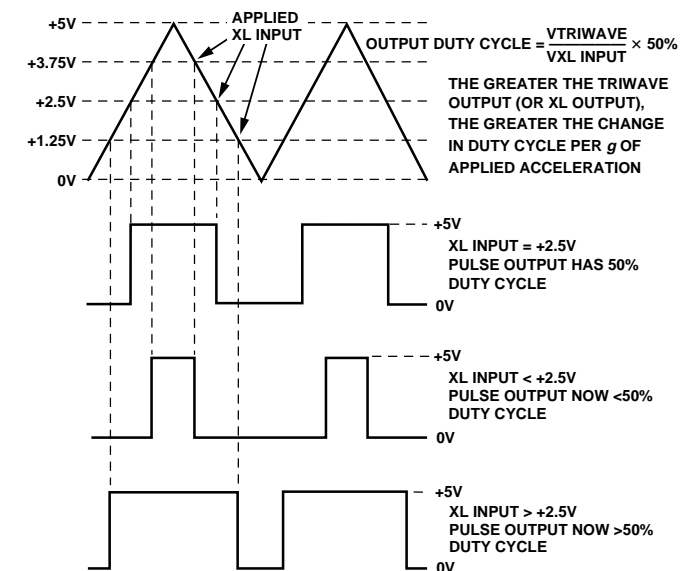 +5V
APPLIED
XL INPUT
OUTPUT DUTY CYCLE = VTRIWAVE / VXL INPUT × 50%
+3.75V
THE GREATER THE TRIWAVE
+2.5V
OUTPUT (OR XL OUTPUT),
THE GREATER THE CHANGE
+1.25V
IN DUTY CYCLE PER g OF
APPLIED ACCELERATION
0V
+5V
XL INPUT = +2.5V
PULSE OUTPUT HAS 50%
DUTY CYCLE
0V
+5V
XL INPUT < +2.5V
PULSE OUTPUT NOW <50%
DUTY CYCLE
0V
+5V
XL INPUT > +2.5V
PULSE OUTPUT NOW >50%
DUTY CYCLE
0V